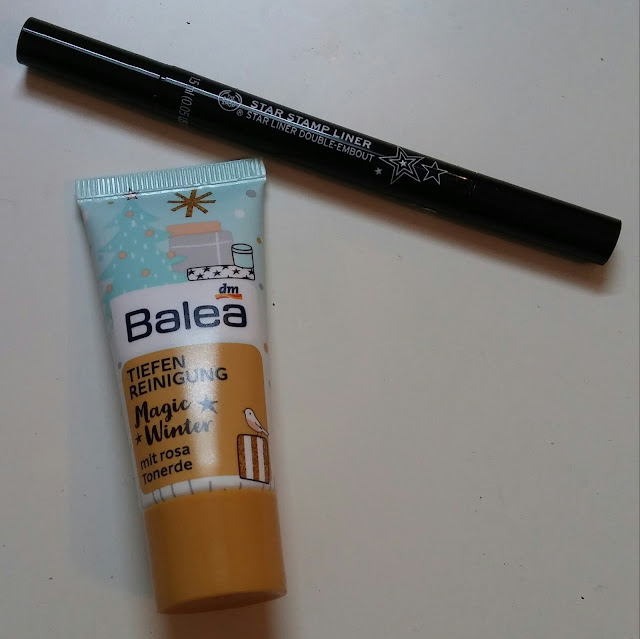 STAR STAMP LINER
STAR LINER DOUBLE-EMBOUT
dm
Balea
TIEFEN
REINIGUNG
Magic
Winter
mit rosa
Tonerde